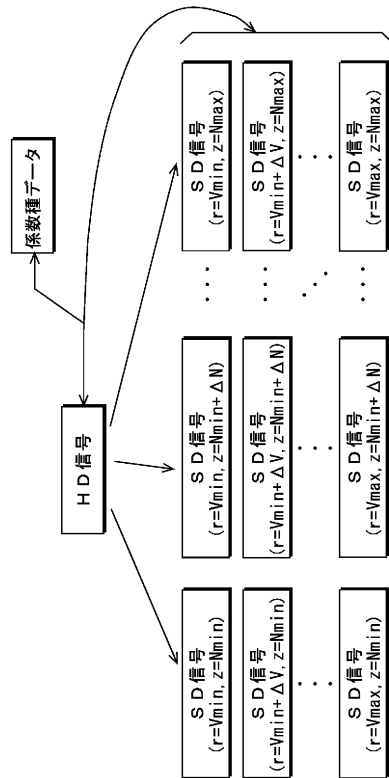 係数種データ
HD信号
SD信号
(r=Vmin, z=Nmin)
SD信号
(r=Vmin+ΔV, z=Nmin)
・・・
SD信号
(r=Vmax, z=Nmin)
SD信号
(r=Vmin, z=Nmin+ΔN)
SD信号
(r=Vmin+ΔV, z=Nmin+ΔN)
・・・
SD信号
(r=Vmax, z=Nmin+ΔN)
SD信号
(r=Vmin, z=Nmax)
SD信号
(r=Vmin+ΔV, z=Nmax)
・・・
SD信号
(r=Vmax, z=Nmax)